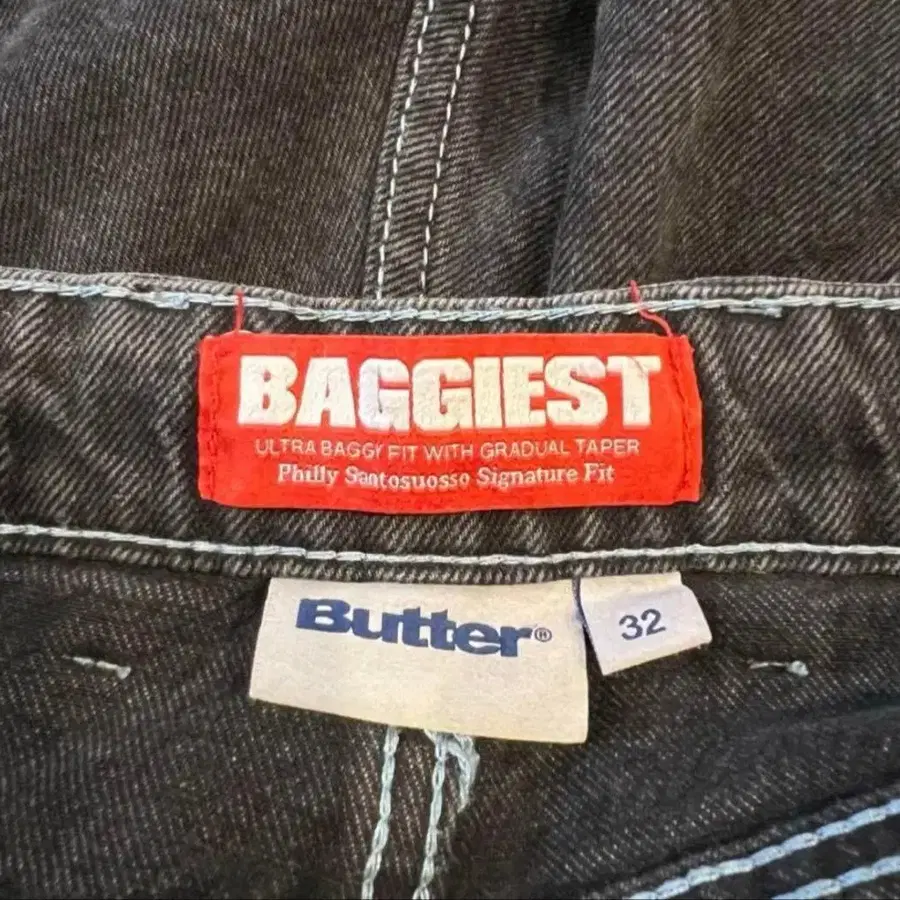 BAGGIEST
ULTRA BAGGY FIT WITH GRADUAL TAPER
Philly Santosuosso Signature Fit
Butter®
32